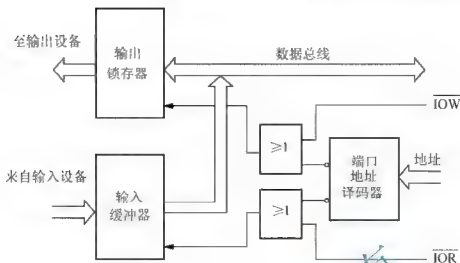 至输出设备
输出
锁存器
数据总线
IOW
≥1
端口
地址
译码器
地址
来自输入设备
输入
缓冲器
≥1
IOR